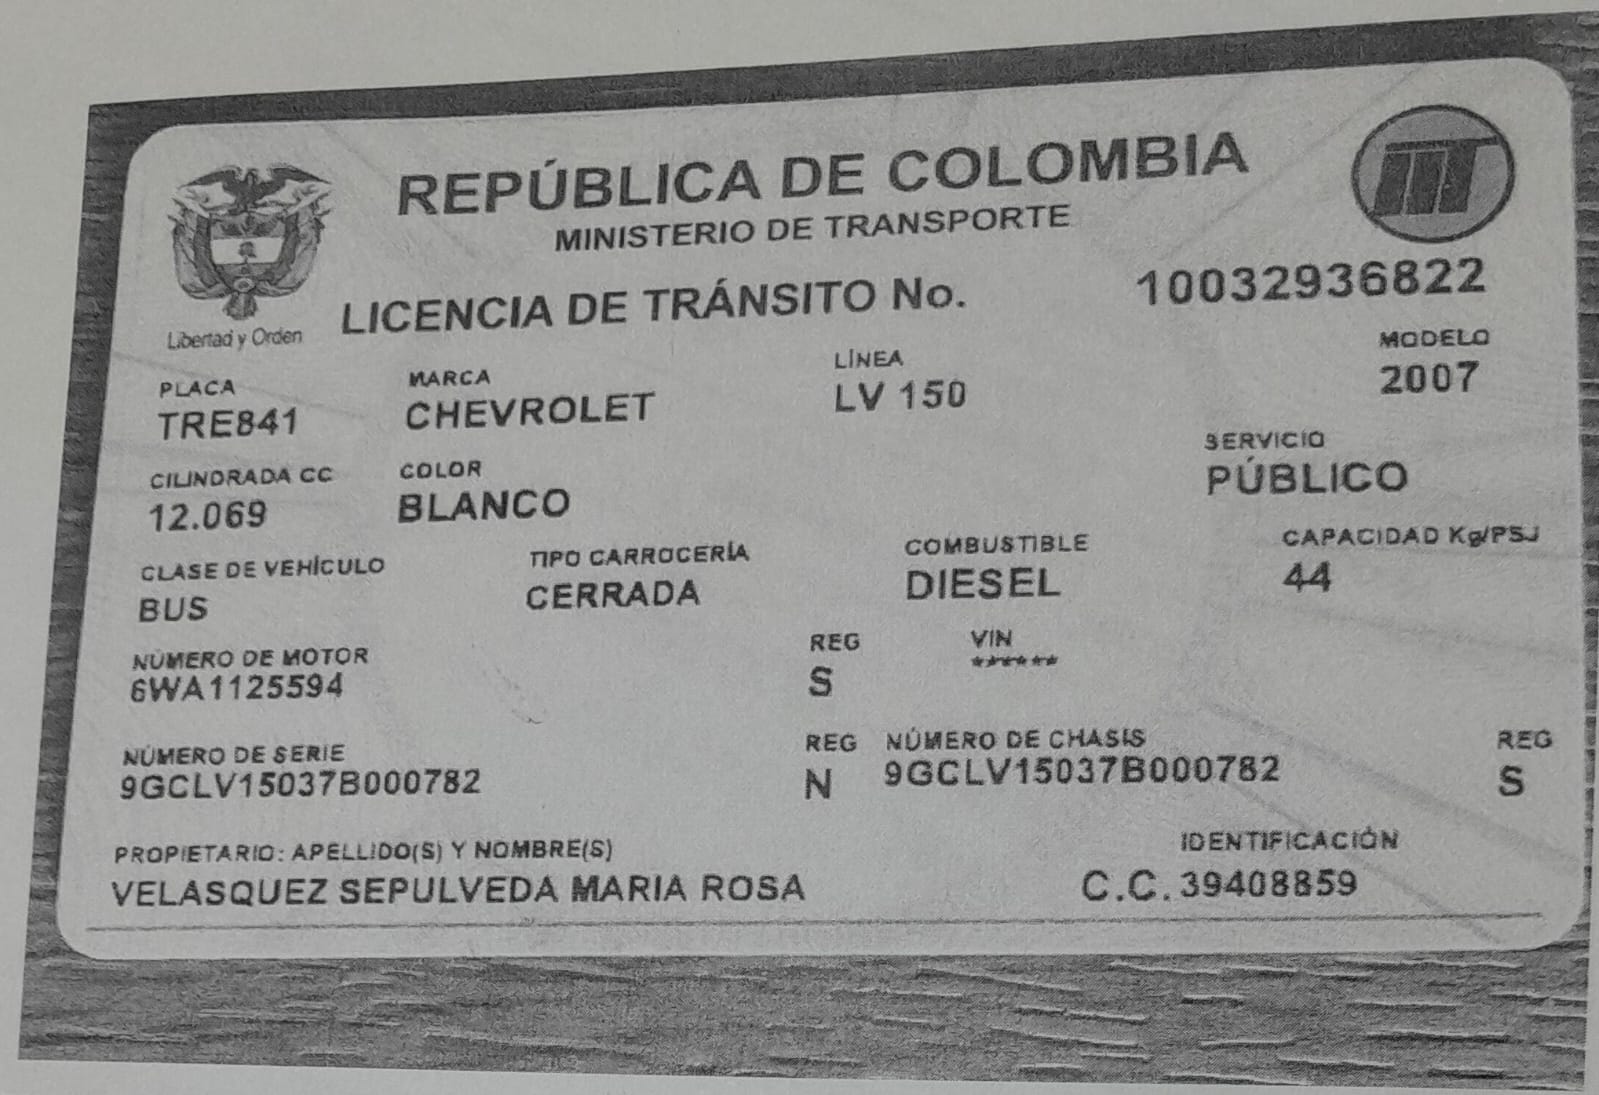 REPÚBLICA DE COLOMBIA
MINISTERIO DE TRANSPORTE
Libertad y Orden
LICENCIA DE TRÁNSITO No. 10032936822
PLACA MARCA LÍNEA MODELO
TRE841 CHEVROLET LV 150 2007
CILINDRADA CC COLOR SERVICIO
12.069 BLANCO PÚBLICO
CLASE DE VEHÍCULO TIPO CARROCERÍA COMBUSTIBLE CAPACIDAD Kg/PSJ
BUS CERRADA DIESEL 44
NÚMERO DE MOTOR REG VIN
6WA1125594 S ******
NÚMERO DE SERIE REG NÚMERO DE CHASIS REG
9GCLV15037B000782 N 9GCLV15037B000782 S
PROPIETARIO: APELLIDO(S) Y NOMBRE(S) IDENTIFICACIÓN
VELASQUEZ SEPULVEDA MARIA ROSA C.C. 39408859